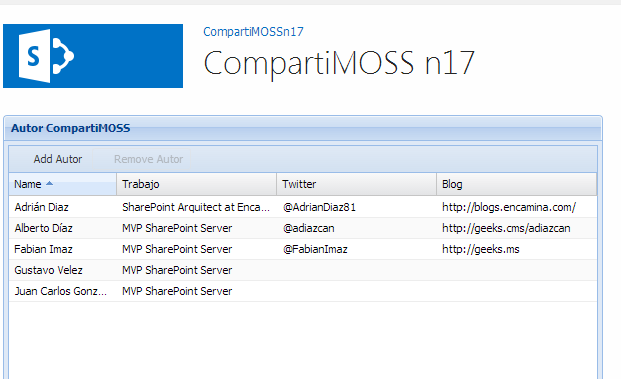 CompartiMOSSn17
S
CompartiMOSS n17
Autor CompartiMOSS
Add Autor Remove Autor
Name Trabajo Twitter Blog
Adrián Diaz SharePoint Arquitect at Enca... @AdrianDiaz81 http://blogs.encamina.com/
Alberto Díaz MVP SharePoint Server @adiazcan http://geeks.cms/adiazcan
Fabian Imaz MVP SharePoint Server @FabianImaz http://geeks.ms
Gustavo Velez MVP SharePoint Server
Juan Carlos Gonz... MVP SharePoint Server